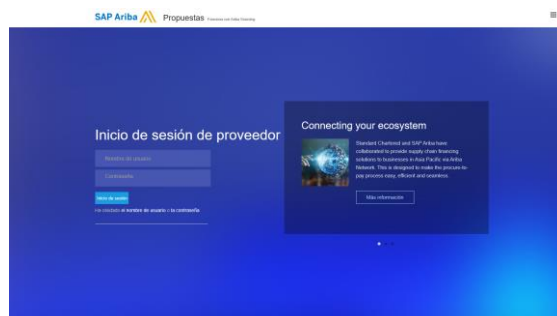 SAP Ariba
Propuestas
Inicio de sesión de proveedor
Nombre de usuario
Contraseña
Inicio de sesión
He olvidado el nombre de usuario o la contraseña
Connecting your ecosystem
Standard Chartered and SAP Ariba have
collaborated to provide supply chain financing
solutions to businesses in Asia Pacific via Ariba
Network. This is designed to make the procure-to-
pay process easy, efficient and seamless.
Más información